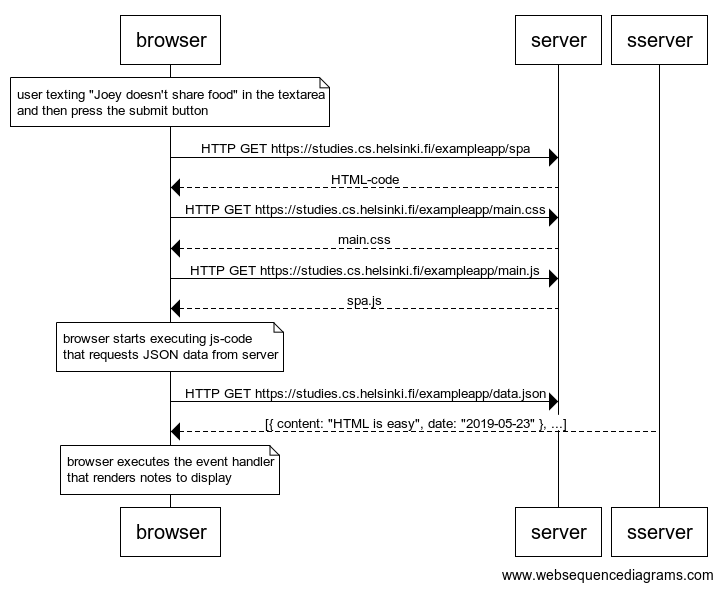 browser
server
sserver
user texting "Joey doesn't share food" in the textarea
and then press the submit button
HTTP GET https://studies.cs.helsinki.fi/exampleapp/spa
HTML-code
HTTP GET https://studies.cs.helsinki.fi/exampleapp/main.css
main.css
HTTP GET https://studies.cs.helsinki.fi/exampleapp/main.js
spa.js
browser starts executing js-code
that requests JSON data from server
HTTP GET https://studies.cs.helsinki.fi/exampleapp/data.json
[{ content: "HTML is easy", date: "2019-05-23" }, ...]
browser executes the event handler
that renders notes to display
browser
server
sserver
www.websequencediagrams.com